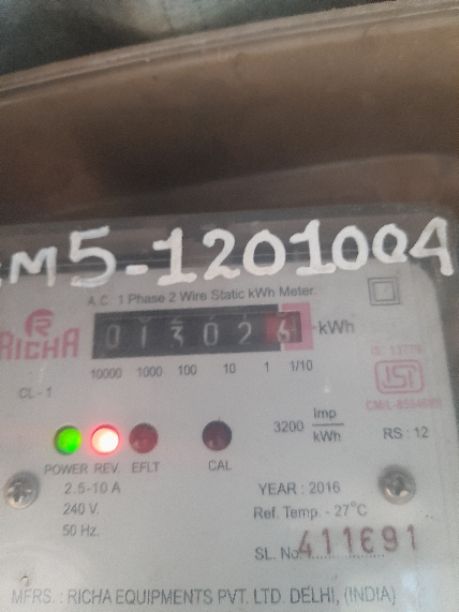 M5-1201004
A.C. 1 Phase 2 Wire Static kWh Meter.
RICHA
01302 kWh
10000 1000 100 10 1 1/10
CL-1
ISI
3200 Imp/kWh
RS : 12
POWER REV. EFLT CAL
2.5-10 A
240 V.
50 Hz.
YEAR : 2016
Ref. Temp. - 27°C
SL. No. 411691
MFRS. : RICHA EQUIPMENTS PVT. LTD. DELHI, (INDIA)